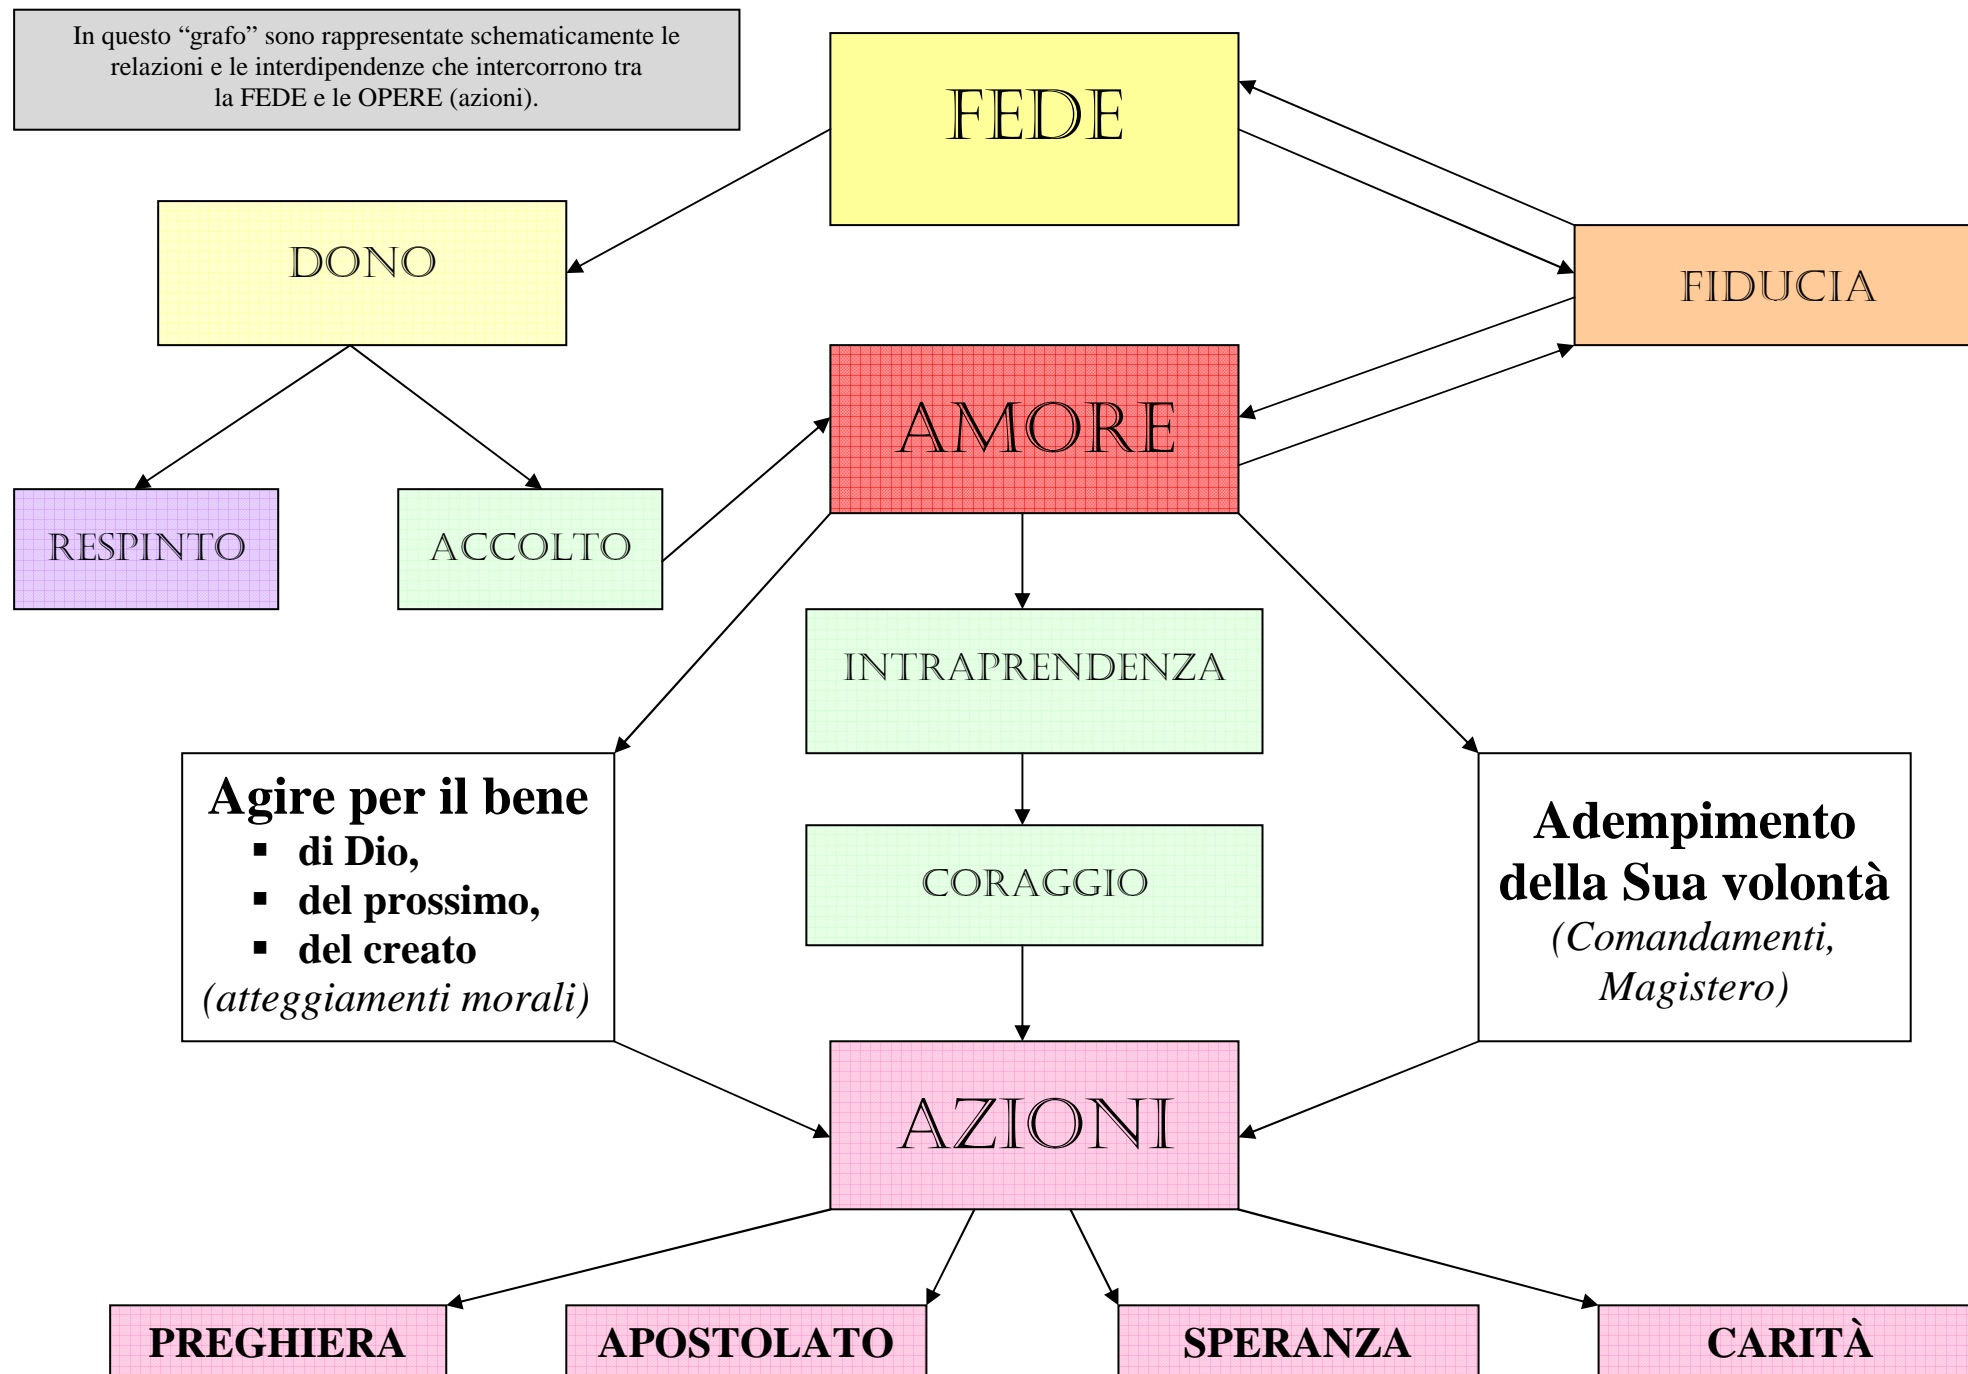 In questo “grafo” sono rappresentate schematicamente le
relazioni e le interdipendenze che intercorrono tra
la FEDE e le OPERE (azioni).
FEDE
DONO
FIDUCIA
AMORE
RESPINTO
ACCOLTO
INTRAPRENDENZA
Agire per il bene
▪ di Dio,
▪ del prossimo,
▪ del creato
(atteggiamenti morali)
CORAGGIO
Adempimento
della Sua volontà
(Comandamenti,
Magistero)
AZIONI
PREGHIERA
APOSTOLATO
SPERANZA
CARITÀ